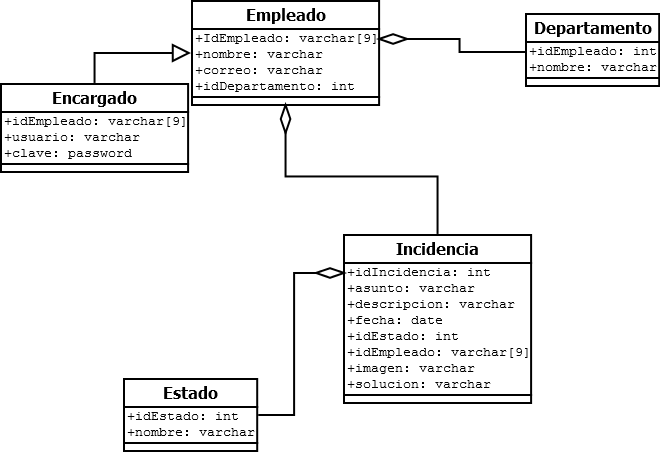 Empleado
+IdEmpleado: varchar[9]
+nombre: varchar
+correo: varchar
+idDepartamento: int
Departamento
+idEmpleado: int
+nombre: varchar
Encargado
+idEmpleado: varchar[9]
+usuario: varchar
+clave: password
Incidencia
+idIncidencia: int
+asunto: varchar
+descripcion: varchar
+fecha: date
+idEstado: int
+idEmpleado: varchar[9]
+imagen: varchar
+solucion: varchar
Estado
+idEstado: int
+nombre: varchar